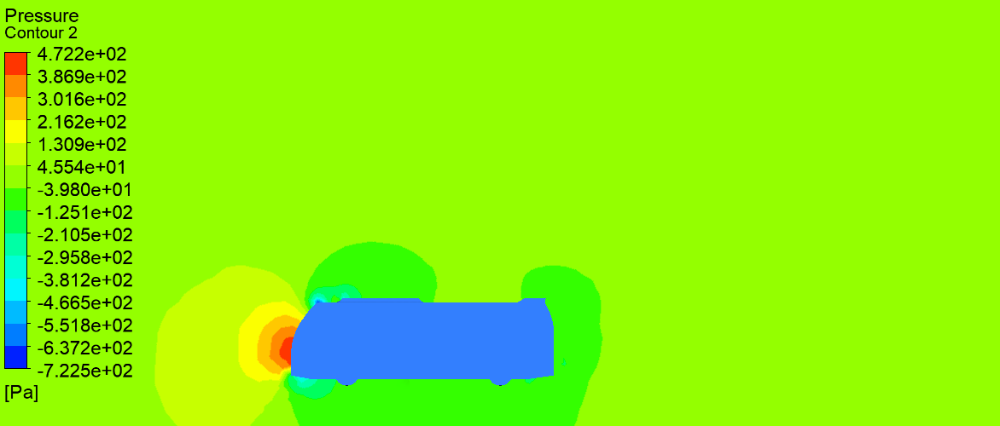 Pressure
Contour 2
4.722e+02
3.869e+02
3.016e+02
2.162e+02
1.309e+02
4.554e+01
-3.980e+01
-1.251e+02
-2.105e+02
-2.958e+02
-3.812e+02
-4.665e+02
-5.518e+02
-6.372e+02
-7.225e+02
[Pa]